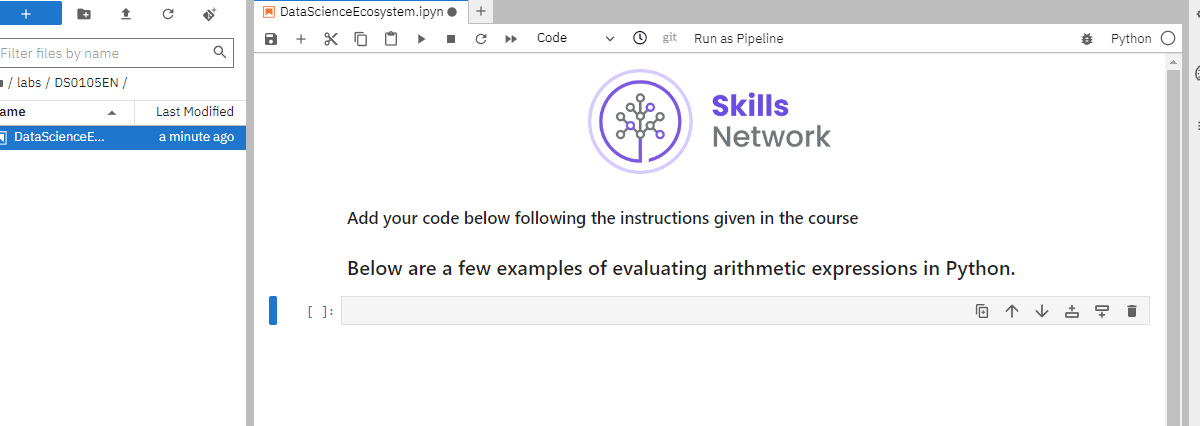 DataScienceEcosystem.ipyn
+
Code
git
Run as Pipeline
Python
Filter files by name
/ labs / DS0105EN /
ame
Last Modified
DataScienceE...
a minute ago
Skills
Network
Add your code below following the instructions given in the course
Below are a few examples of evaluating arithmetic expressions in Python.
[ ]: